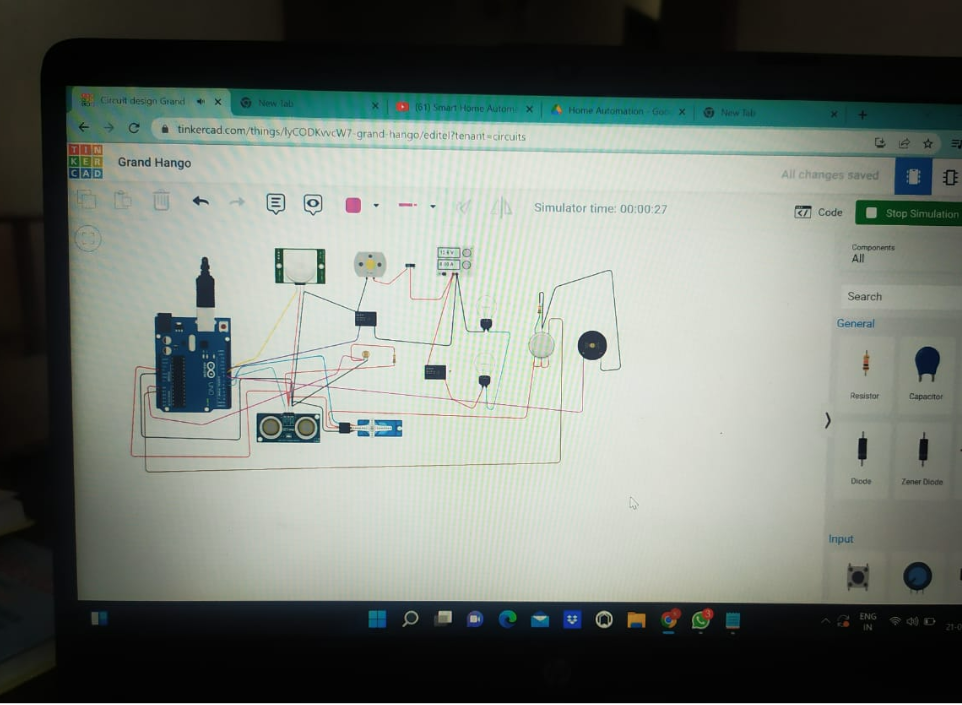 Circuit design Grand
New Tab
(61) Smart Home Autom
Home Automation - Goo
New Tab
tinkercad.com/things/lyCODKvvcW7-grand-hango/editel?tenant=circuits
TIN
KER
CAD
Grand Hango
All changes saved
Simulator time: 00:00:27
Code
Stop Simulation
Components
All
Search
General
Resistor
Capacitor
Diode
Zener Diode
Input
ENG
IN
21-0